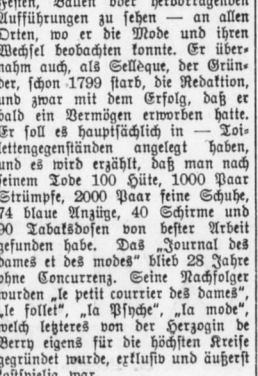 Festen, Bällen oder hervorragenden
Aufführungen zu sehen — an allen
Orten, wo er die Mode und ihren
Wechsel beobachten konnte. Er über-
nahm auch, als Sellèque, der Grün-
der, schon 1799 starb, die Redaktion,
und zwar mit dem Erfolg, daß er
bald ein Vermögen erworben hatte.
Er soll es hauptsächlich in — Toi-
lettengegenständen angelegt haben,
und es wird erzählt, daß man nach
seinem Tode 100 Hüte, 1000 Paar
Strümpfe, 2000 Paar feine Schuhe,
74 blaue Anzüge, 40 Schirme und
90 Tabaksdosen von bester Arbeit
gefunden habe. Das „Journal des
dames et des modes" blieb 28 Jahre
ohne Concurrenz. Seine Nachfolger
wurden „le petit courrier des dames",
„le follet", „la Psyche", „la mode",
welch letzteres von der Herzogin de
Berry eigens für die höchsten Kreise
gegründet wurde, exklusiv und äußerst
kostspielig war.